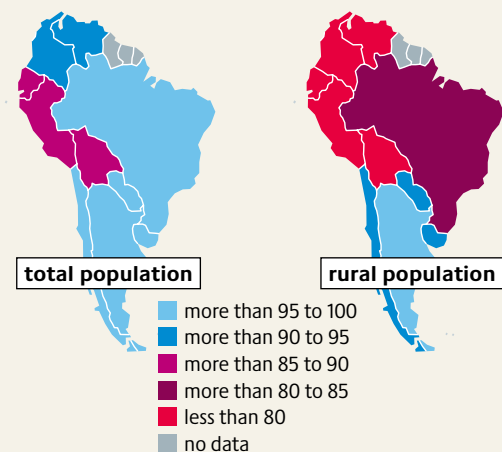 total population
rural population
more than 95 to 100
more than 90 to 95
more than 85 to 90
more than 80 to 85
less than 80
no data